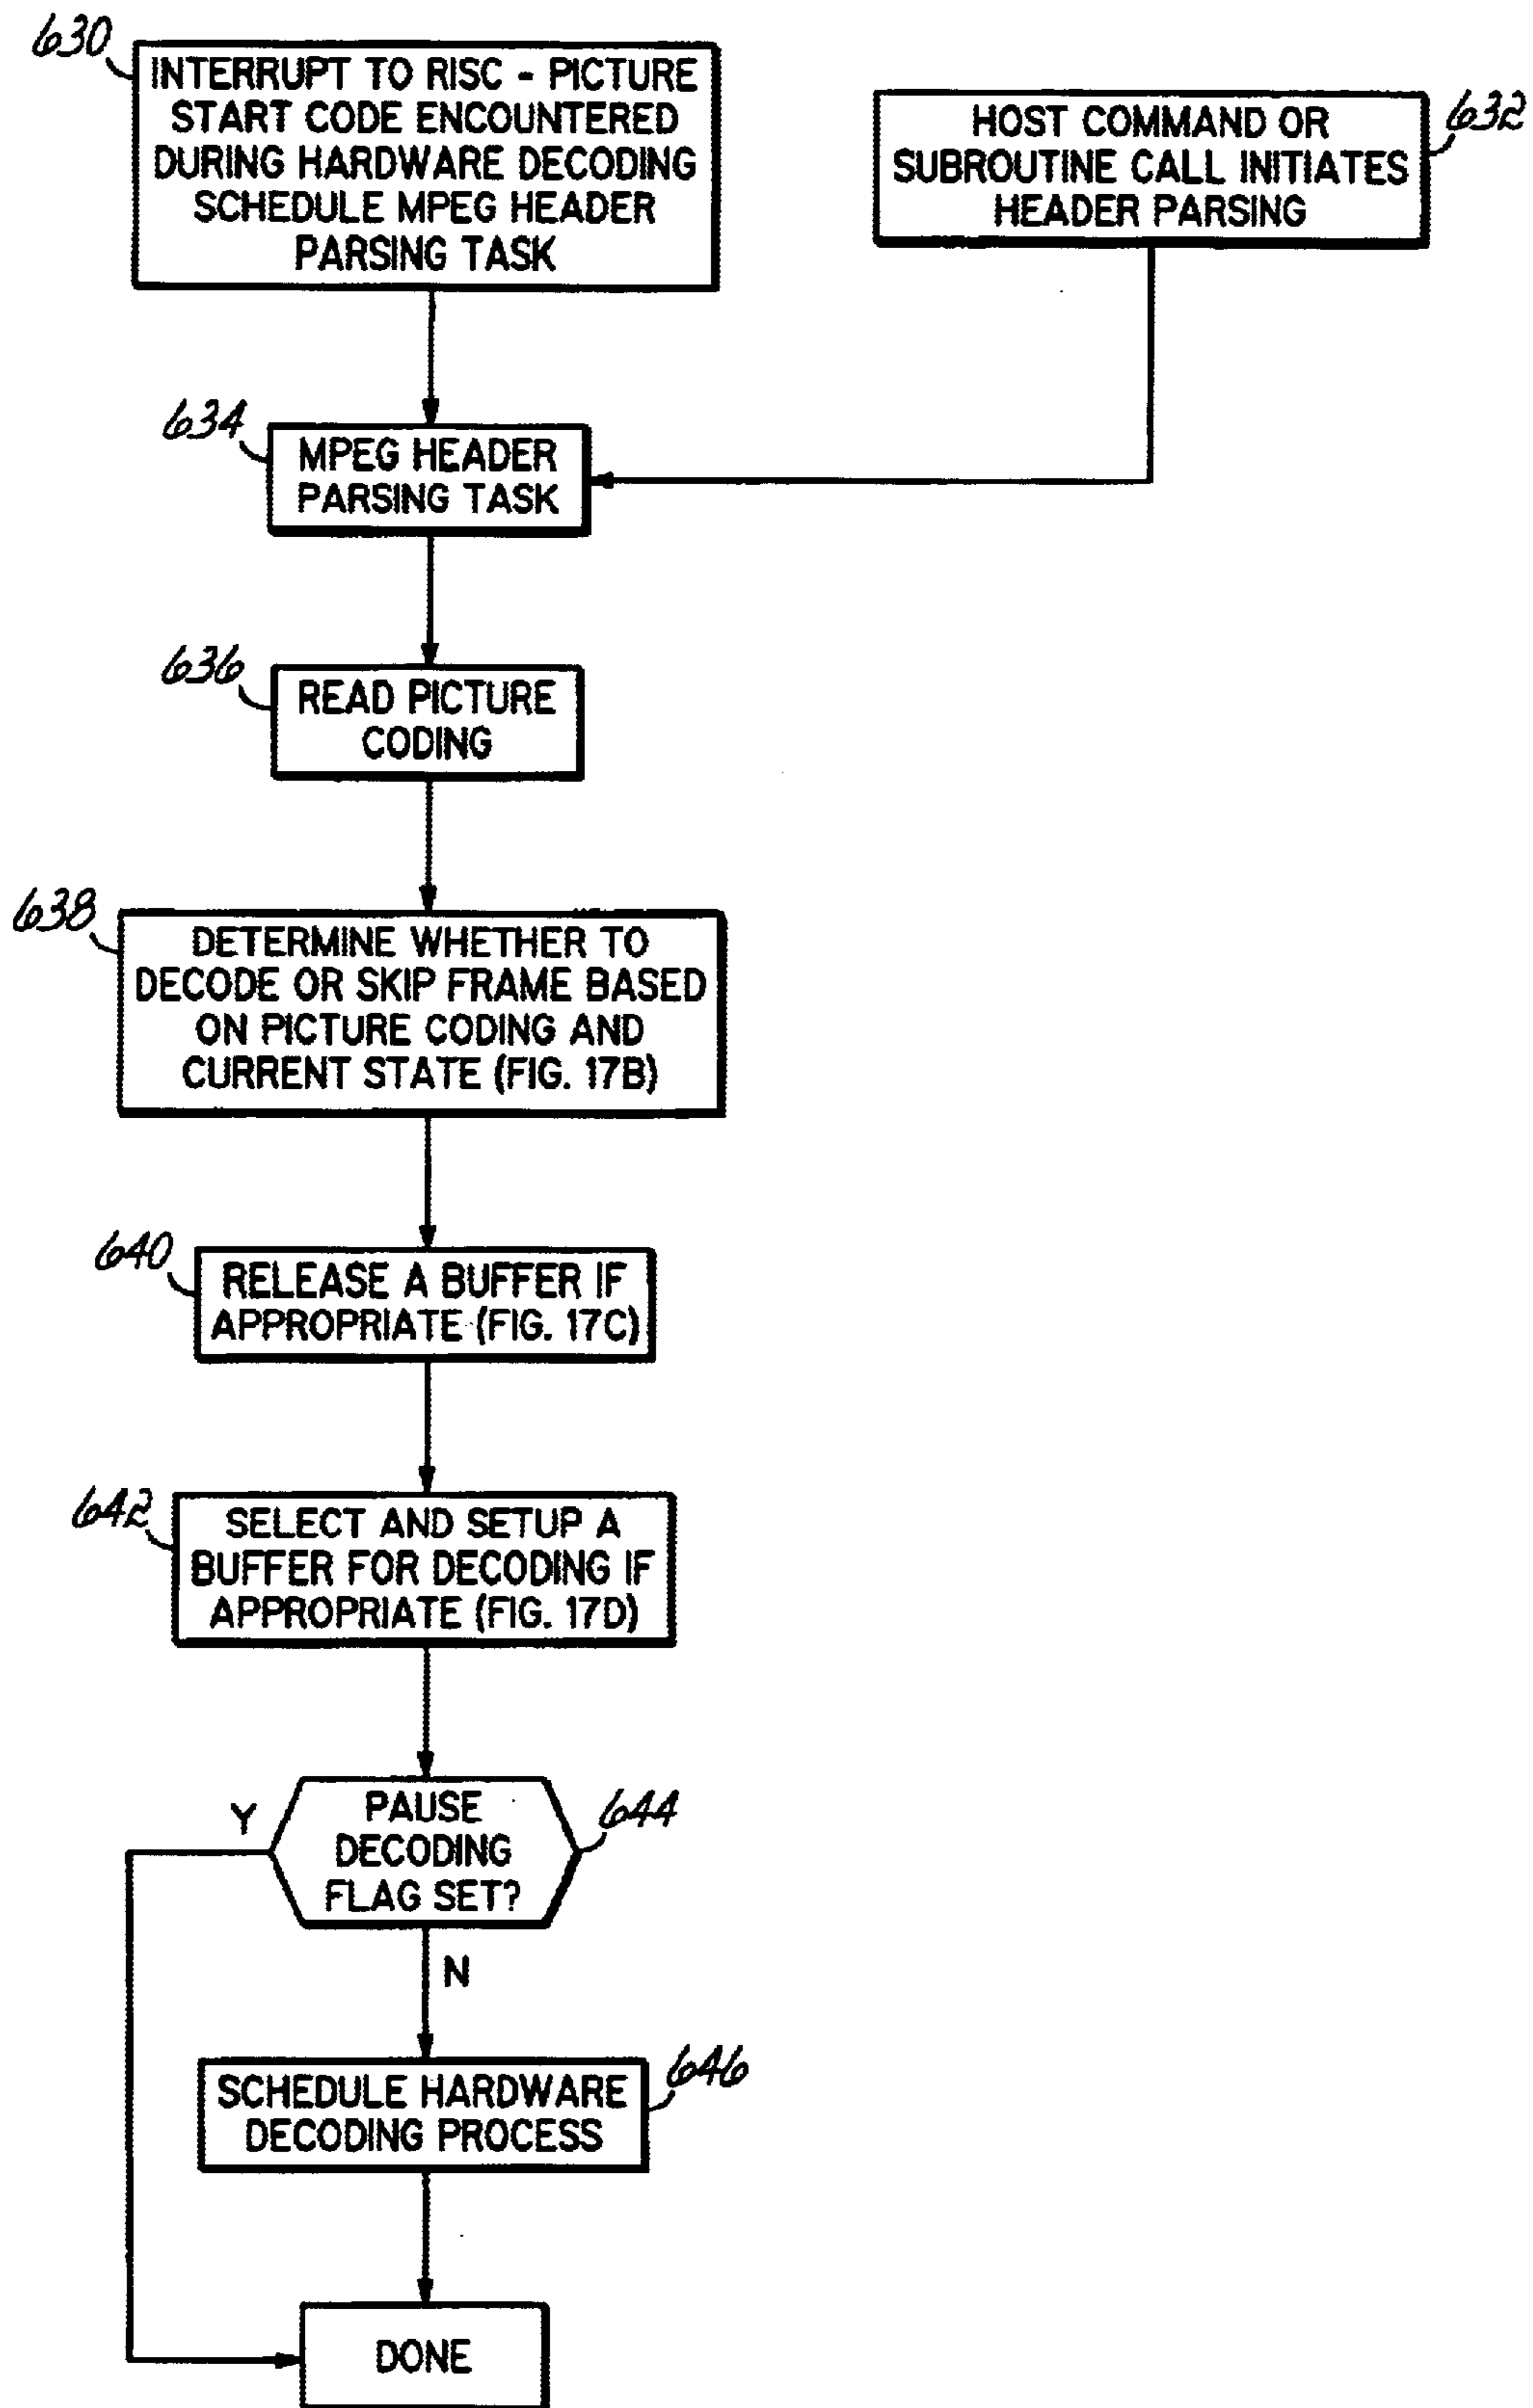 630
INTERRUPT TO RISC - PICTURE
START CODE ENCOUNTERED
DURING HARDWARE DECODING
SCHEDULE MPEG HEADER
PARSING TASK
632
HOST COMMAND OR
SUBROUTINE CALL INITIATES
HEADER PARSING
634
MPEG HEADER
PARSING TASK
636
READ PICTURE
CODING
638
DETERMINE WHETHER TO
DECODE OR SKIP FRAME BASED
ON PICTURE CODING AND
CURRENT STATE (FIG. 17B)
640
RELEASE A BUFFER IF
APPROPRIATE (FIG. 17C)
642
SELECT AND SETUP A
BUFFER FOR DECODING IF
APPROPRIATE (FIG. 17D)
Y
PAUSE
DECODING
FLAG SET?
644
N
646
SCHEDULE HARDWARE
DECODING PROCESS
DONE